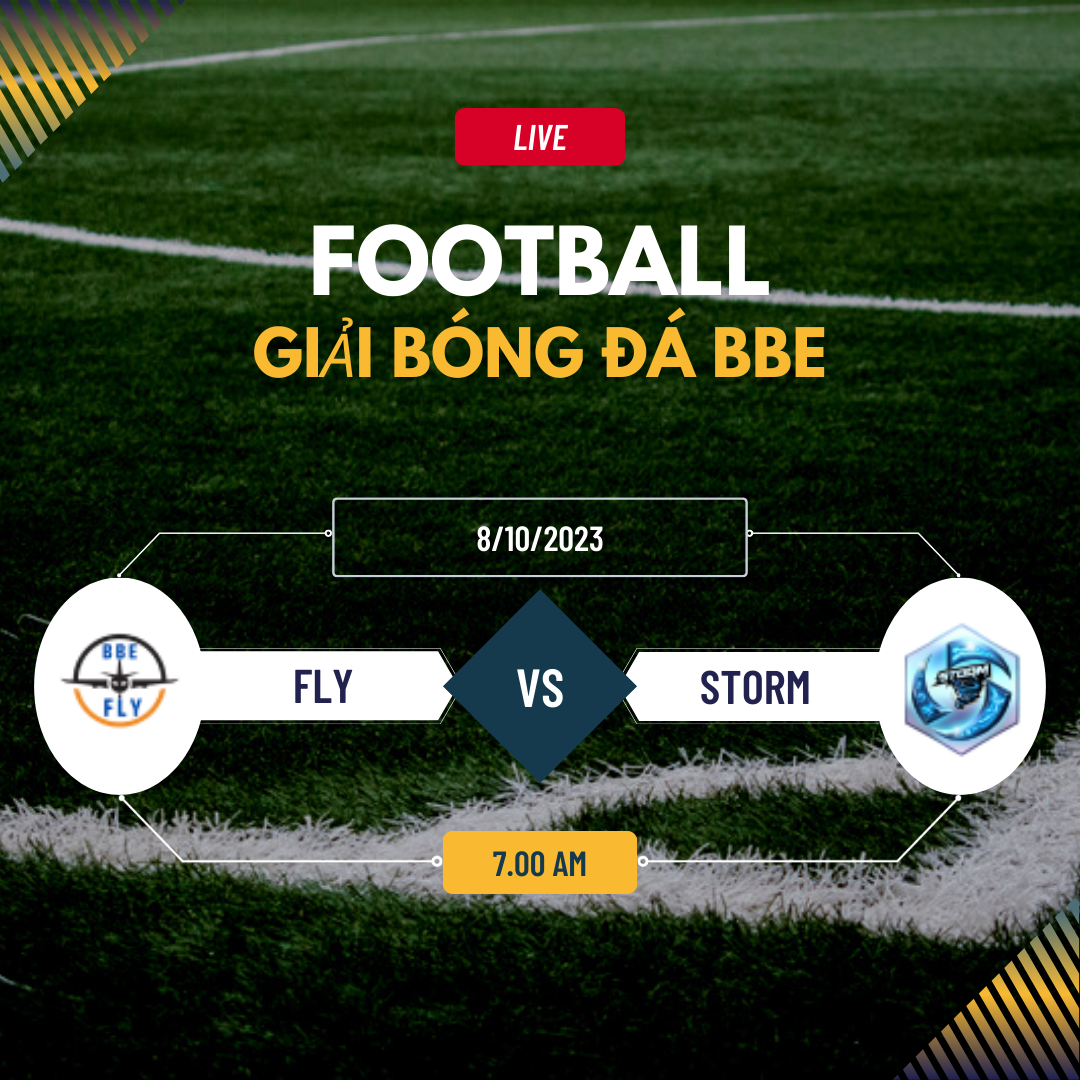 LIVE
FOOTBALL
GIẢI BÓNG ĐÁ BBE
8/10/2023
BBE
FLY
FLY
VS
STORM
STORM
7.00 AM